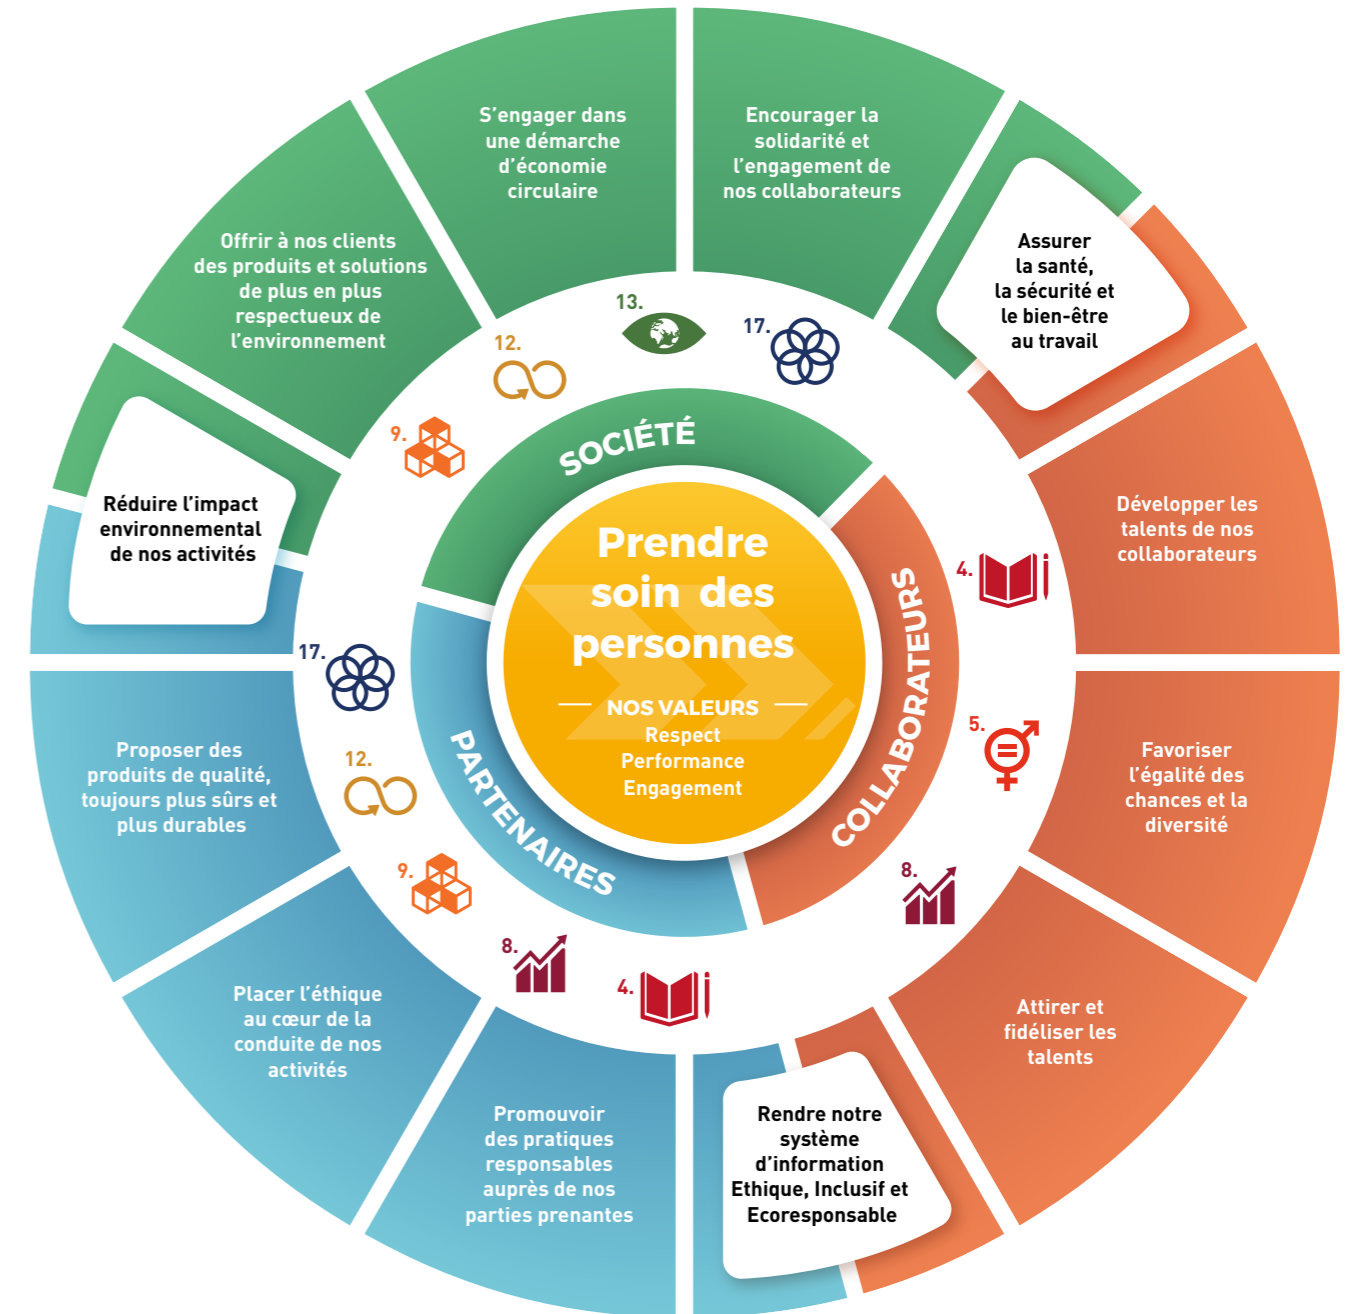 S'engager dans
une démarche
d'économie
circulaire
Encourager la
solidarité et
l'engagement de
nos collaborateurs
Assurer
la santé,
la sécurité et
le bien-être
au travail
Développer les
talents de nos
collaborateurs
Favoriser
l'égalité des
chances et la
diversité
Attirer et
fidéliser les
talents
Rendre notre
système
d'information
Ethique, Inclusif et
Ecoresponsable
Promouvoir
des pratiques
responsables
auprès de nos
parties prenantes
Placer l'éthique
au cœur de la
conduite de nos
activités
Proposer des
produits de qualité,
toujours plus sûrs et
plus durables
Réduire l'impact
environnemental
de nos activités
Offrir à nos clients
des produits et solutions
de plus en plus
respectueux de
l'environnement
9.
12.
13.
17.
4.
5.
8.
4.
8.
9.
12.
17.
SOCIÉTÉ
COLLABORATEURS
PARTENAIRES
Prendre
soin des
personnes
NOS VALEURS
Respect
Performance
Engagement